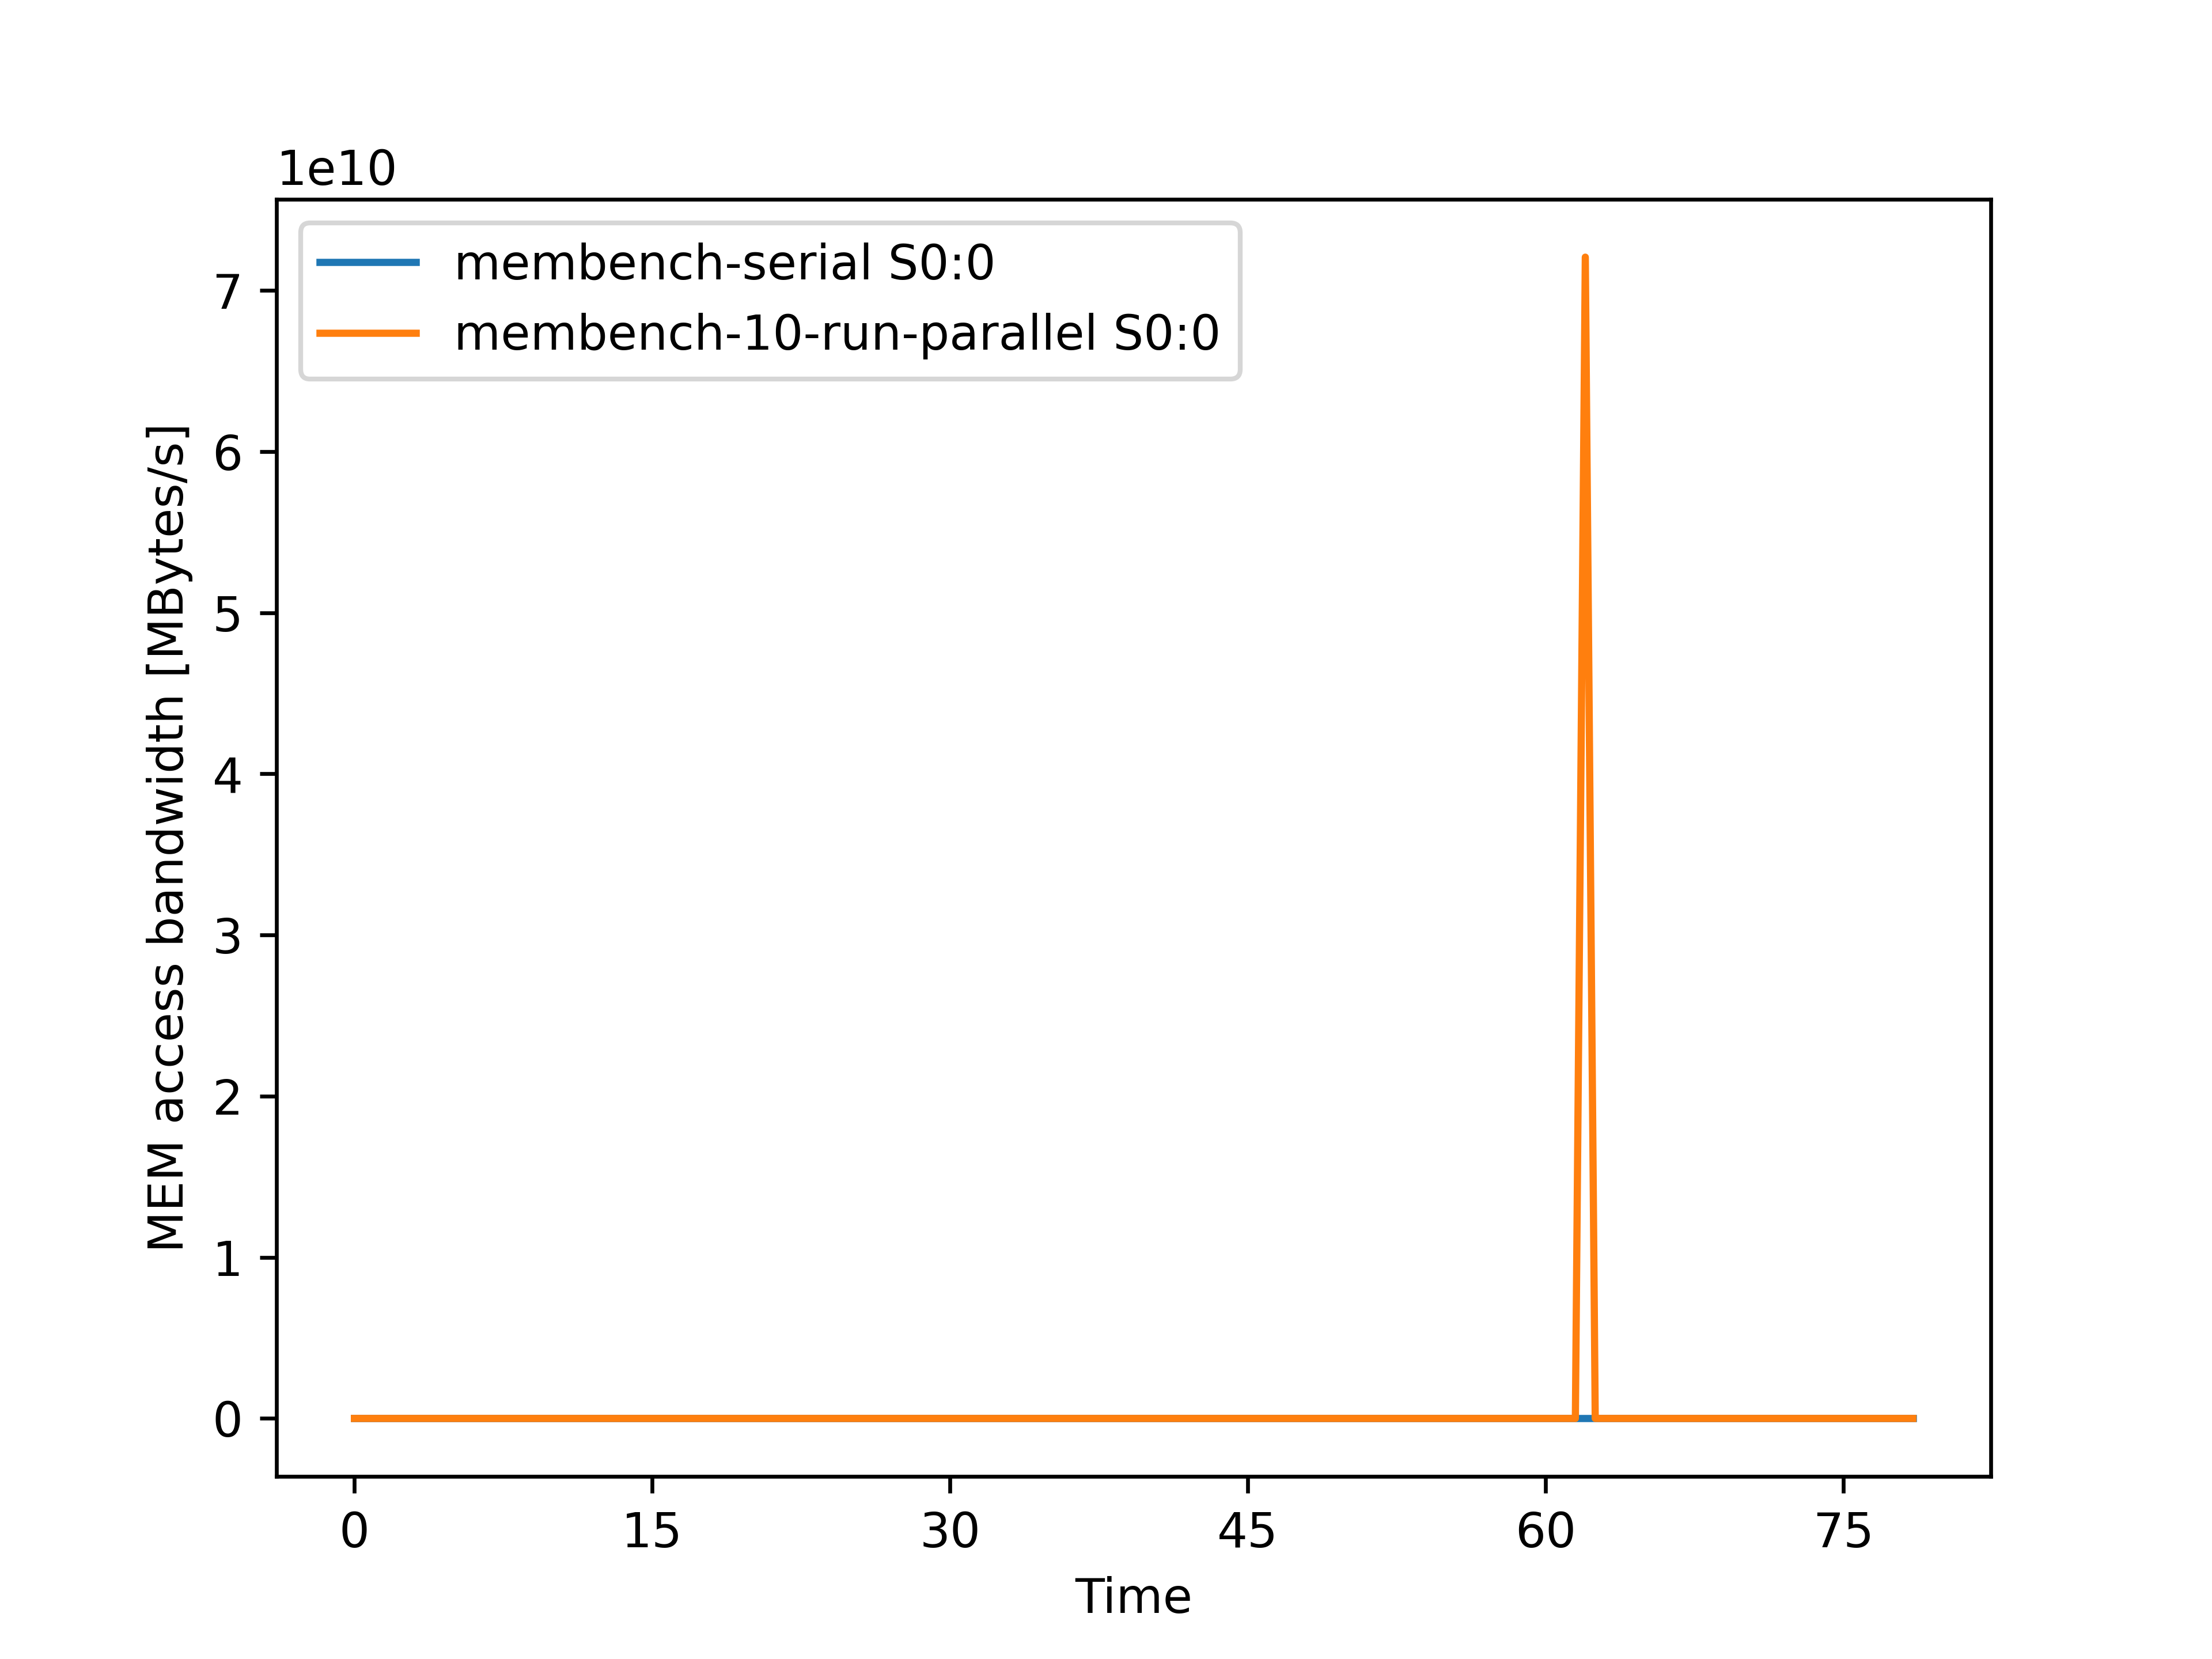 1e10
membench-serial S0:0
membench-10-run-parallel S0:0
MEM access bandwidth [MBytes/s]
7
6
5
4
3
2
1
0
0 15 30 45 60 75
Time